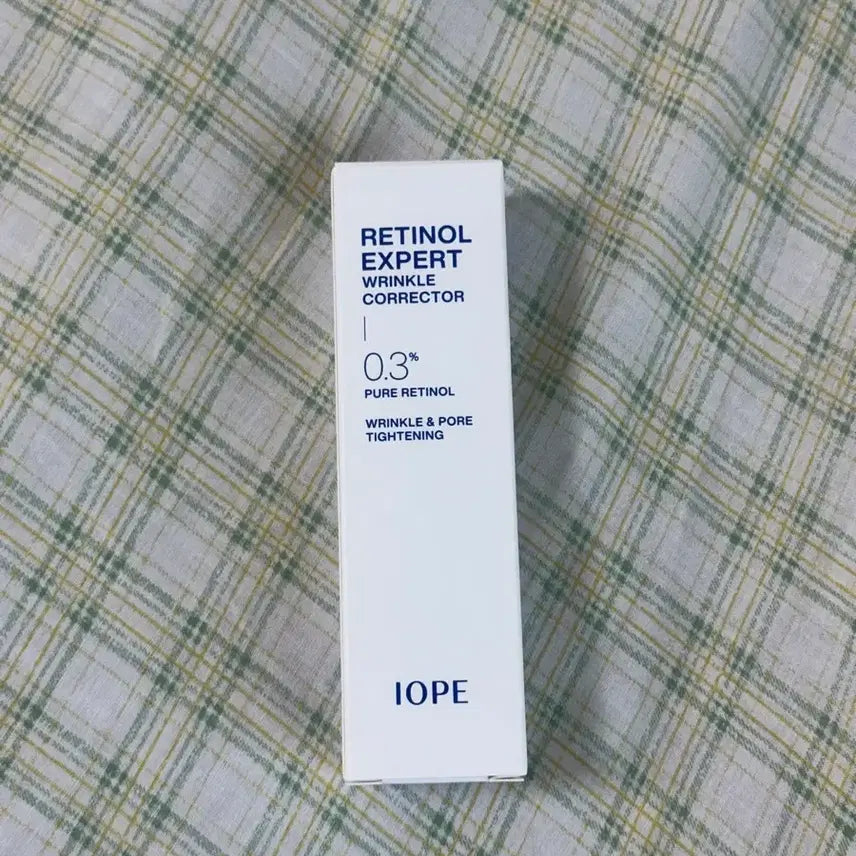 RETINOL
EXPERT
WRINKLE
CORRECTOR
0.3%
PURE RETINOL
WRINKLE & PORE
TIGHTENING
IOPE